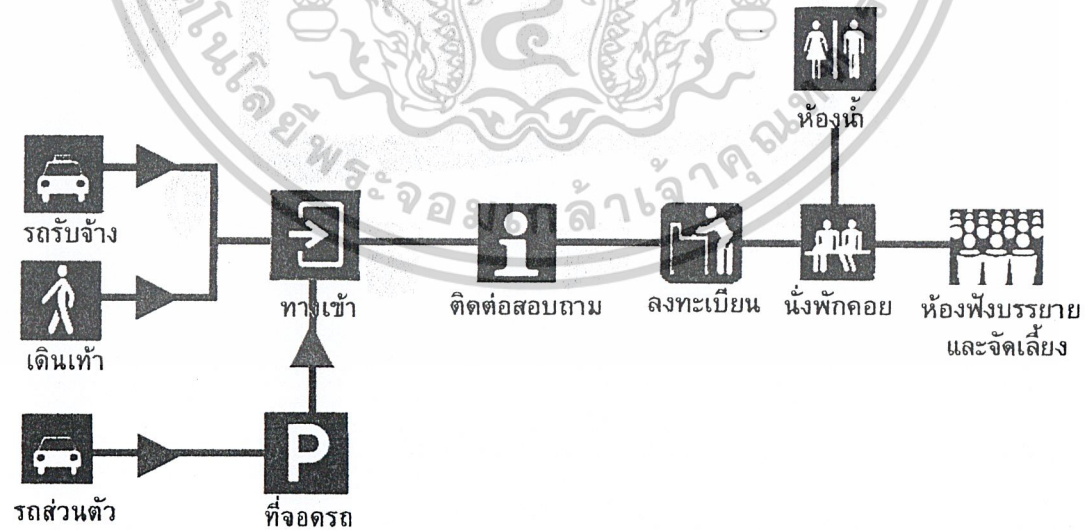 ห้องน้ำ
รถรับจ้าง
เดินเท้า
ทางเข้า
ติดต่อสอบถาม
ลงทะเบียน
นั่งพักคอย
ห้องฟังบรรยาย
และจัดเลี้ยง
P
รถส่วนตัว
ที่จอดรถ